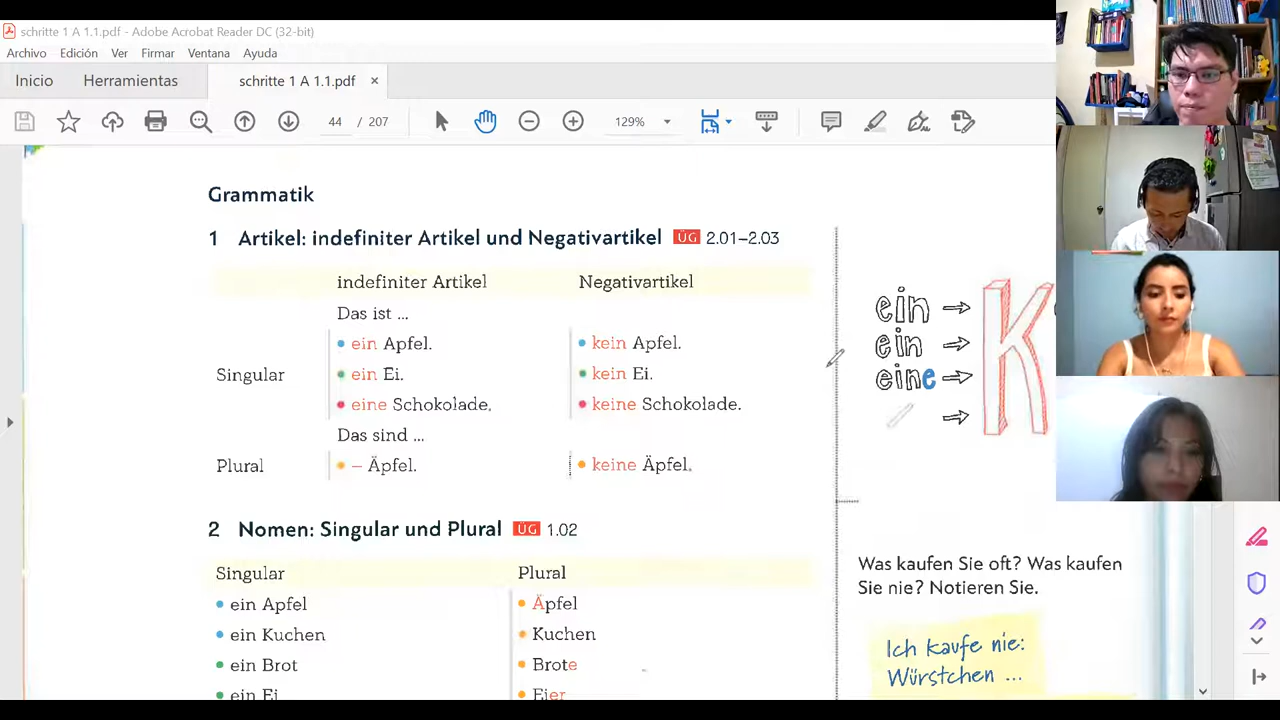 schritte 1 A 1.1.pdf - Adobe Acrobat Reader DC (32-bit)
Archivo Edición Ver Firmar Ventana Ayuda
Inicio Herramientas schritte 1 A 1.1.pdf ×
44 / 207 129%
Grammatik
1 Artikel: indefiniter Artikel und Negativartikel ÜG 2.01–2.03
indefiniter Artikel Negativartikel
Das ist ...
ein Apfel. kein Apfel.
Singular ein Ei. kein Ei.
eine Schokolade. keine Schokolade.
Das sind ...
Plural – Äpfel. keine Äpfel.
ein → K
ein →
eine →
→
2 Nomen: Singular und Plural ÜG 1.02
Singular Plural
ein Apfel Äpfel
ein Kuchen Kuchen
ein Brot Brote
ein Ei Eier
Was kaufen Sie oft? Was kaufen
Sie nie? Notieren Sie.
Ich kaufe nie:
Würstchen ...